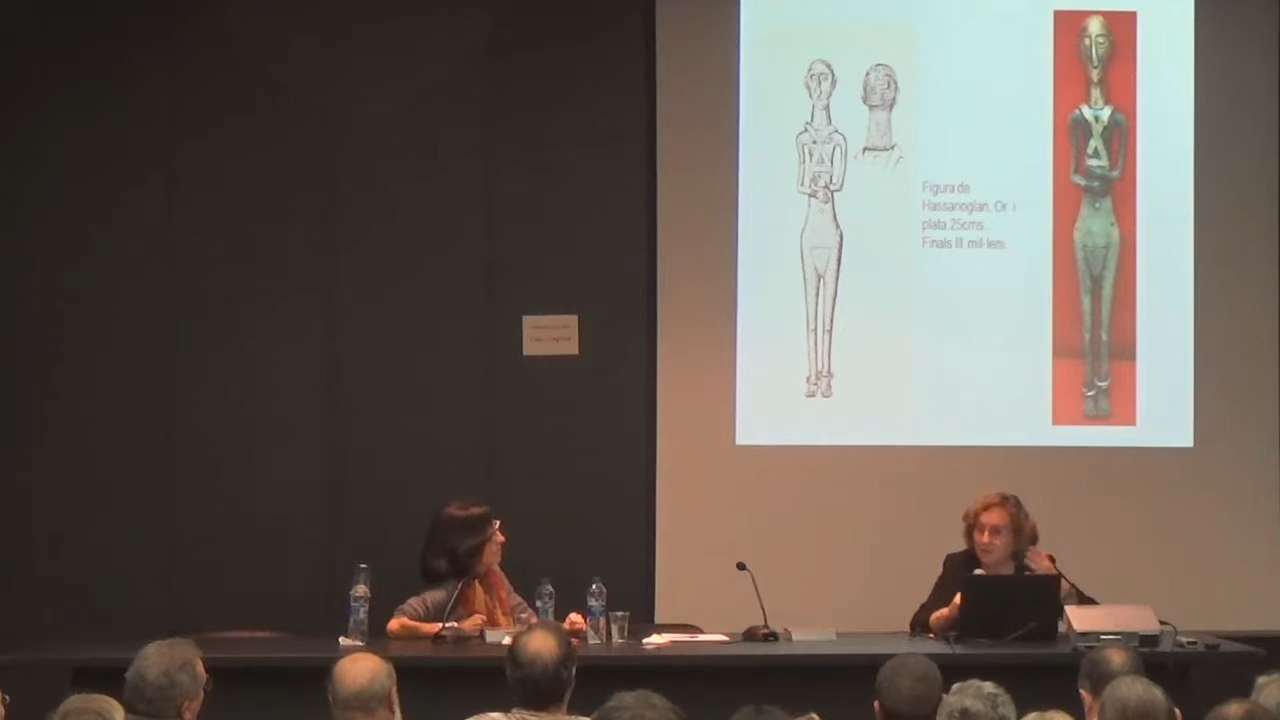 Figura de
Hassanoglan. Or i
plata.25cms..
Finals III mil·leni